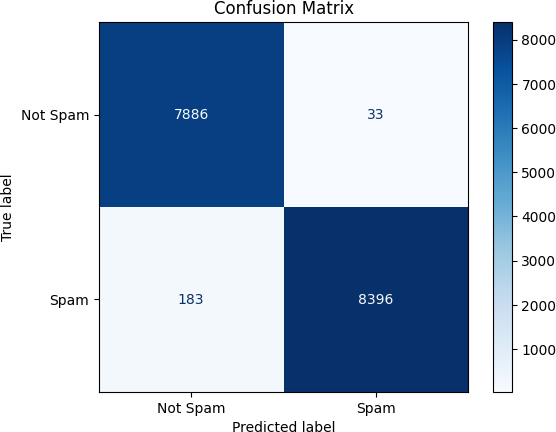 Confusion Matrix
True label
Not Spam
7886
33
Spam
183
8396
Not Spam
Spam
Predicted label
8000
7000
6000
5000
4000
3000
2000
1000